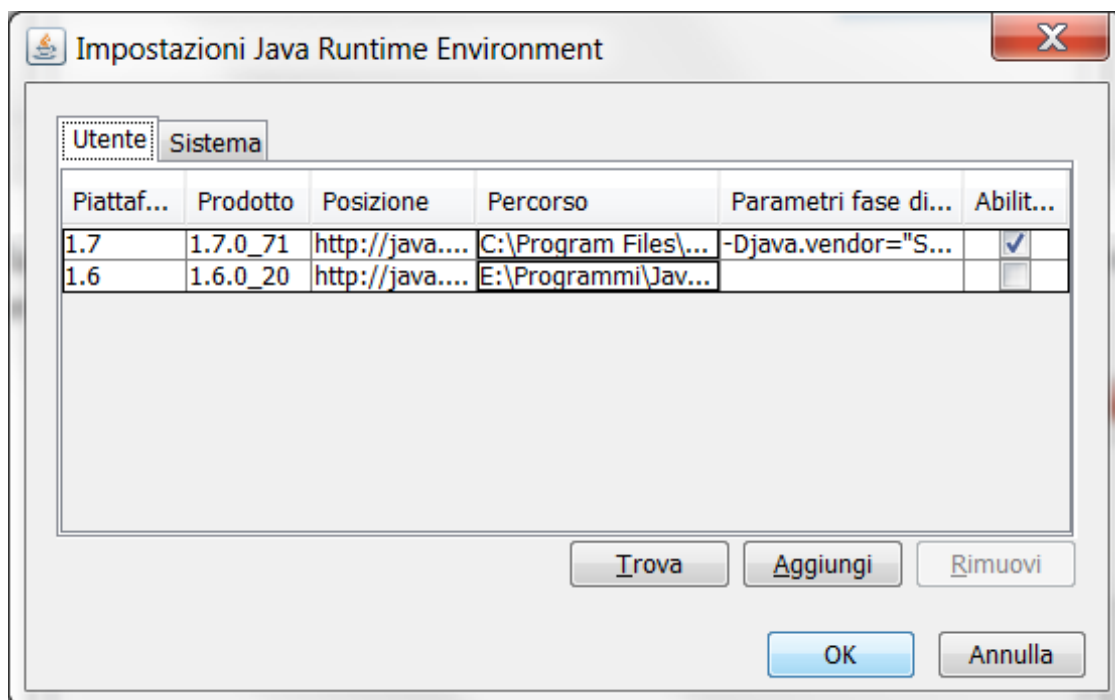 Impostazioni Java Runtime Environment
Utente Sistema
Piattaf... Prodotto Posizione Percorso Parametri fase di... Abilit...
1.7 1.7.0_71 http://java.... C:\Program Files\... -Djava.vendor="S...
1.6 1.6.0_20 http://java.... E:\Programmi\Jav...
Trova Aggiungi Rimuovi
OK Annulla